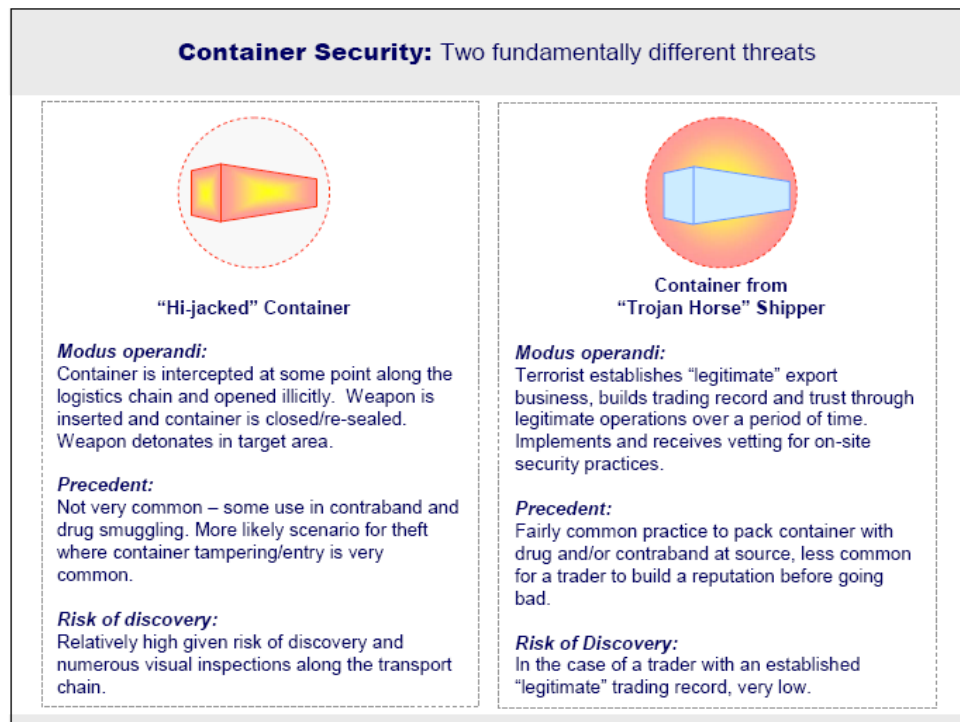 Container Security: Two fundamentally different threats
“Hi-jacked” Container
Modus operandi:
Container is intercepted at some point along the
logistics chain and opened illicitly.  Weapon is
inserted and container is closed/re-sealed.
Weapon detonates in target area.
Precedent:
Not very common – some use in contraband and
drug smuggling. More likely scenario for theft
where container tampering/entry is very
common.
Risk of discovery:
Relatively high given risk of discovery and
numerous visual inspections along the transport
chain.
Container from
“Trojan Horse” Shipper
Modus operandi:
Terrorist establishes “legitimate” export
business, builds trading record and trust through
legitimate operations over a period of time.
Implements and receives vetting for on-site
security practices.
Precedent:
Fairly common practice to pack container with
drug and/or contraband at source, less common
for a trader to build a reputation before going
bad.
Risk of Discovery:
In the case of a trader with an established
“legitimate” trading record, very low.